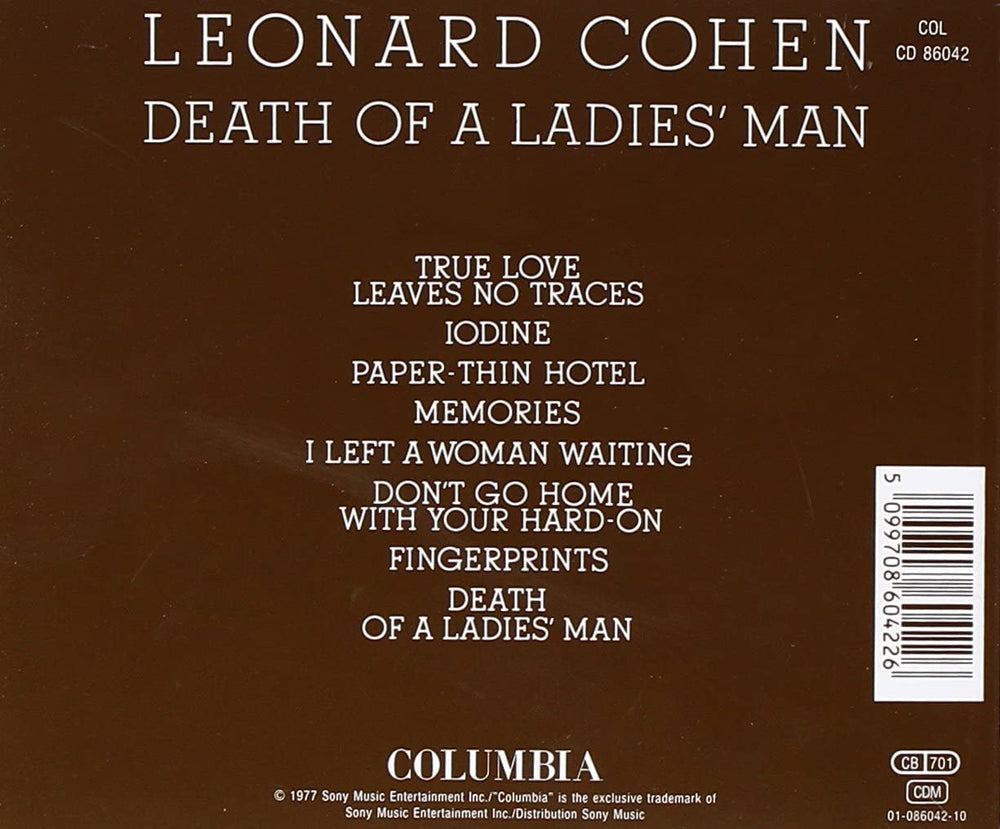 LEONARD COHEN
COL
CD 86042
DEATH OF A LADIES' MAN
TRUE LOVE
LEAVES NO TRACES
IODINE
PAPER-THIN HOTEL
MEMORIES
I LEFT A WOMAN WAITING
DON'T GO HOME
WITH YOUR HARD-ON
FINGERPRINTS
DEATH
OF A LADIES' MAN
5 099708 604226
COLUMBIA
© 1977 Sony Music Entertainment Inc./"Columbia" is the exclusive trademark of
Sony Music Entertainment Inc./Distribution Sony Music
CB 701
CDM
01-086042-10